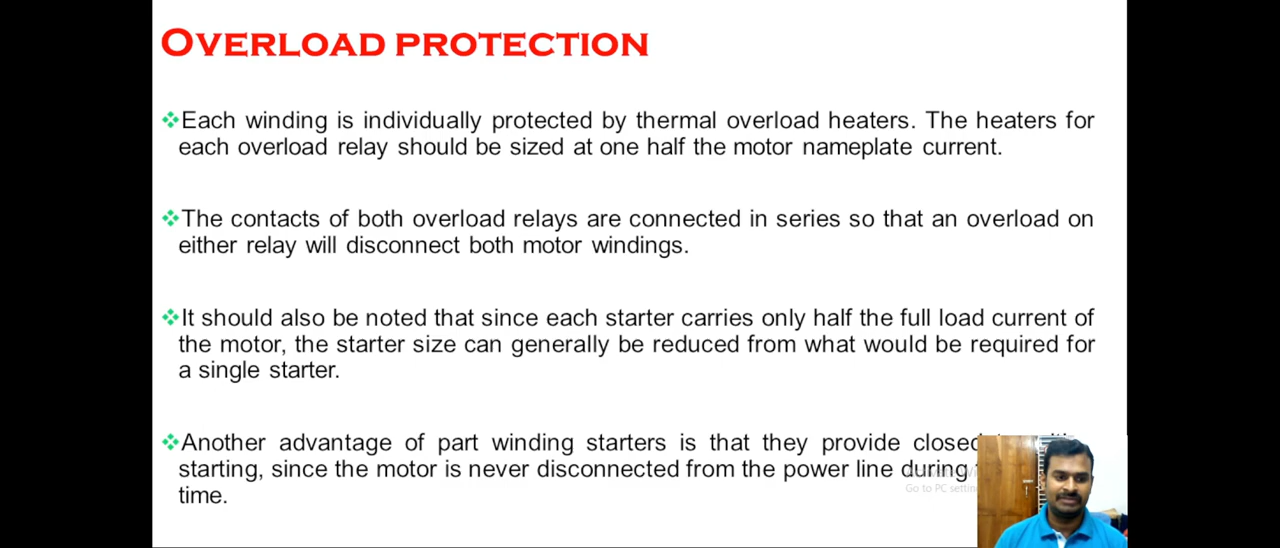 OVERLOAD PROTECTION
Each winding is individually protected by thermal overload heaters. The heaters for
each overload relay should be sized at one half the motor nameplate current.
The contacts of both overload relays are connected in series so that an overload on
either relay will disconnect both motor windings.
It should also be noted that since each starter carries only half the full load current of
the motor, the starter size can generally be reduced from what would be required for
a single starter.
Another advantage of part winding starters is that they provide closed
starting, since the motor is never disconnected from the power line during
Go to PC
time.